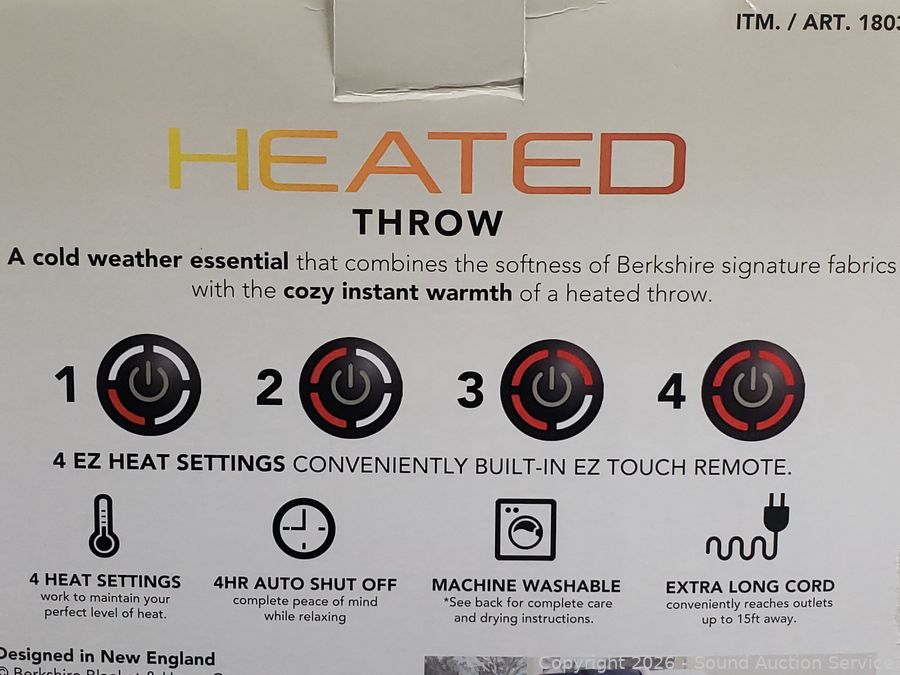 ITM. / ART. 1803
HEATED
THROW
A cold weather essential that combines the softness of Berkshire signature fabrics
with the cozy instant warmth of a heated throw.
1 2 3 4
4 EZ HEAT SETTINGS CONVENIENTLY BUILT-IN EZ TOUCH REMOTE.
4 HEAT SETTINGS
work to maintain your
perfect level of heat.
4HR AUTO SHUT OFF
complete peace of mind
while relaxing
MACHINE WASHABLE
*See back for complete care
and drying instructions.
EXTRA LONG CORD
conveniently reaches outlets
up to 15ft away.
Designed in New England
© Berkshire Blanket & Home
Copyright 2026 - Sound Auction Service